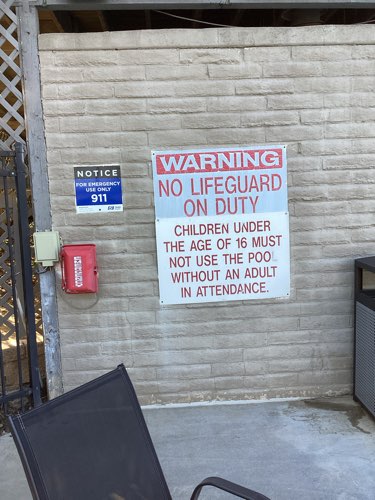 NOTICE
FOR EMERGENCY
USE ONLY
911
WARNING
NO LIFEGUARD
ON DUTY
CHILDREN UNDER
THE AGE OF 16 MUST
NOT USE THE POOL
WITHOUT AN ADULT
IN ATTENDANCE.